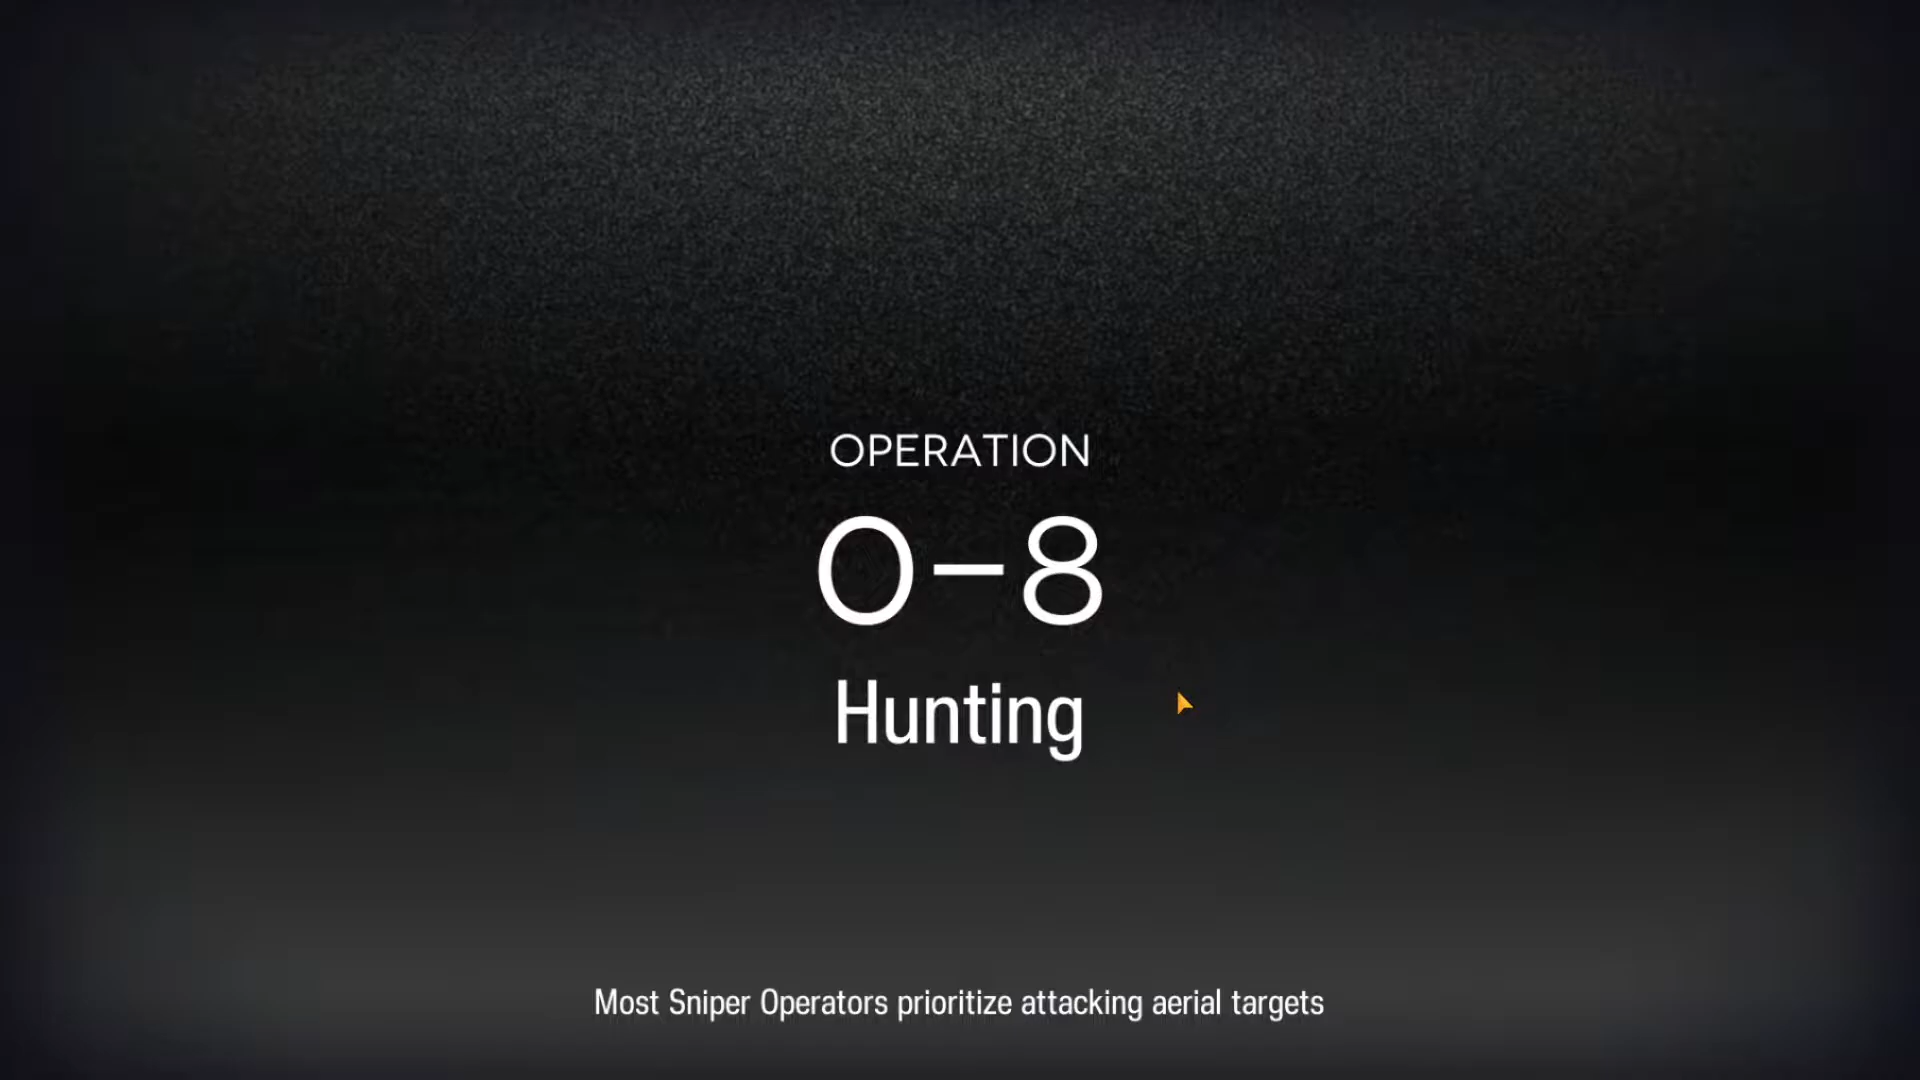 OPERATION
0-8
Hunting
Most Sniper Operators prioritize attacking aerial targets